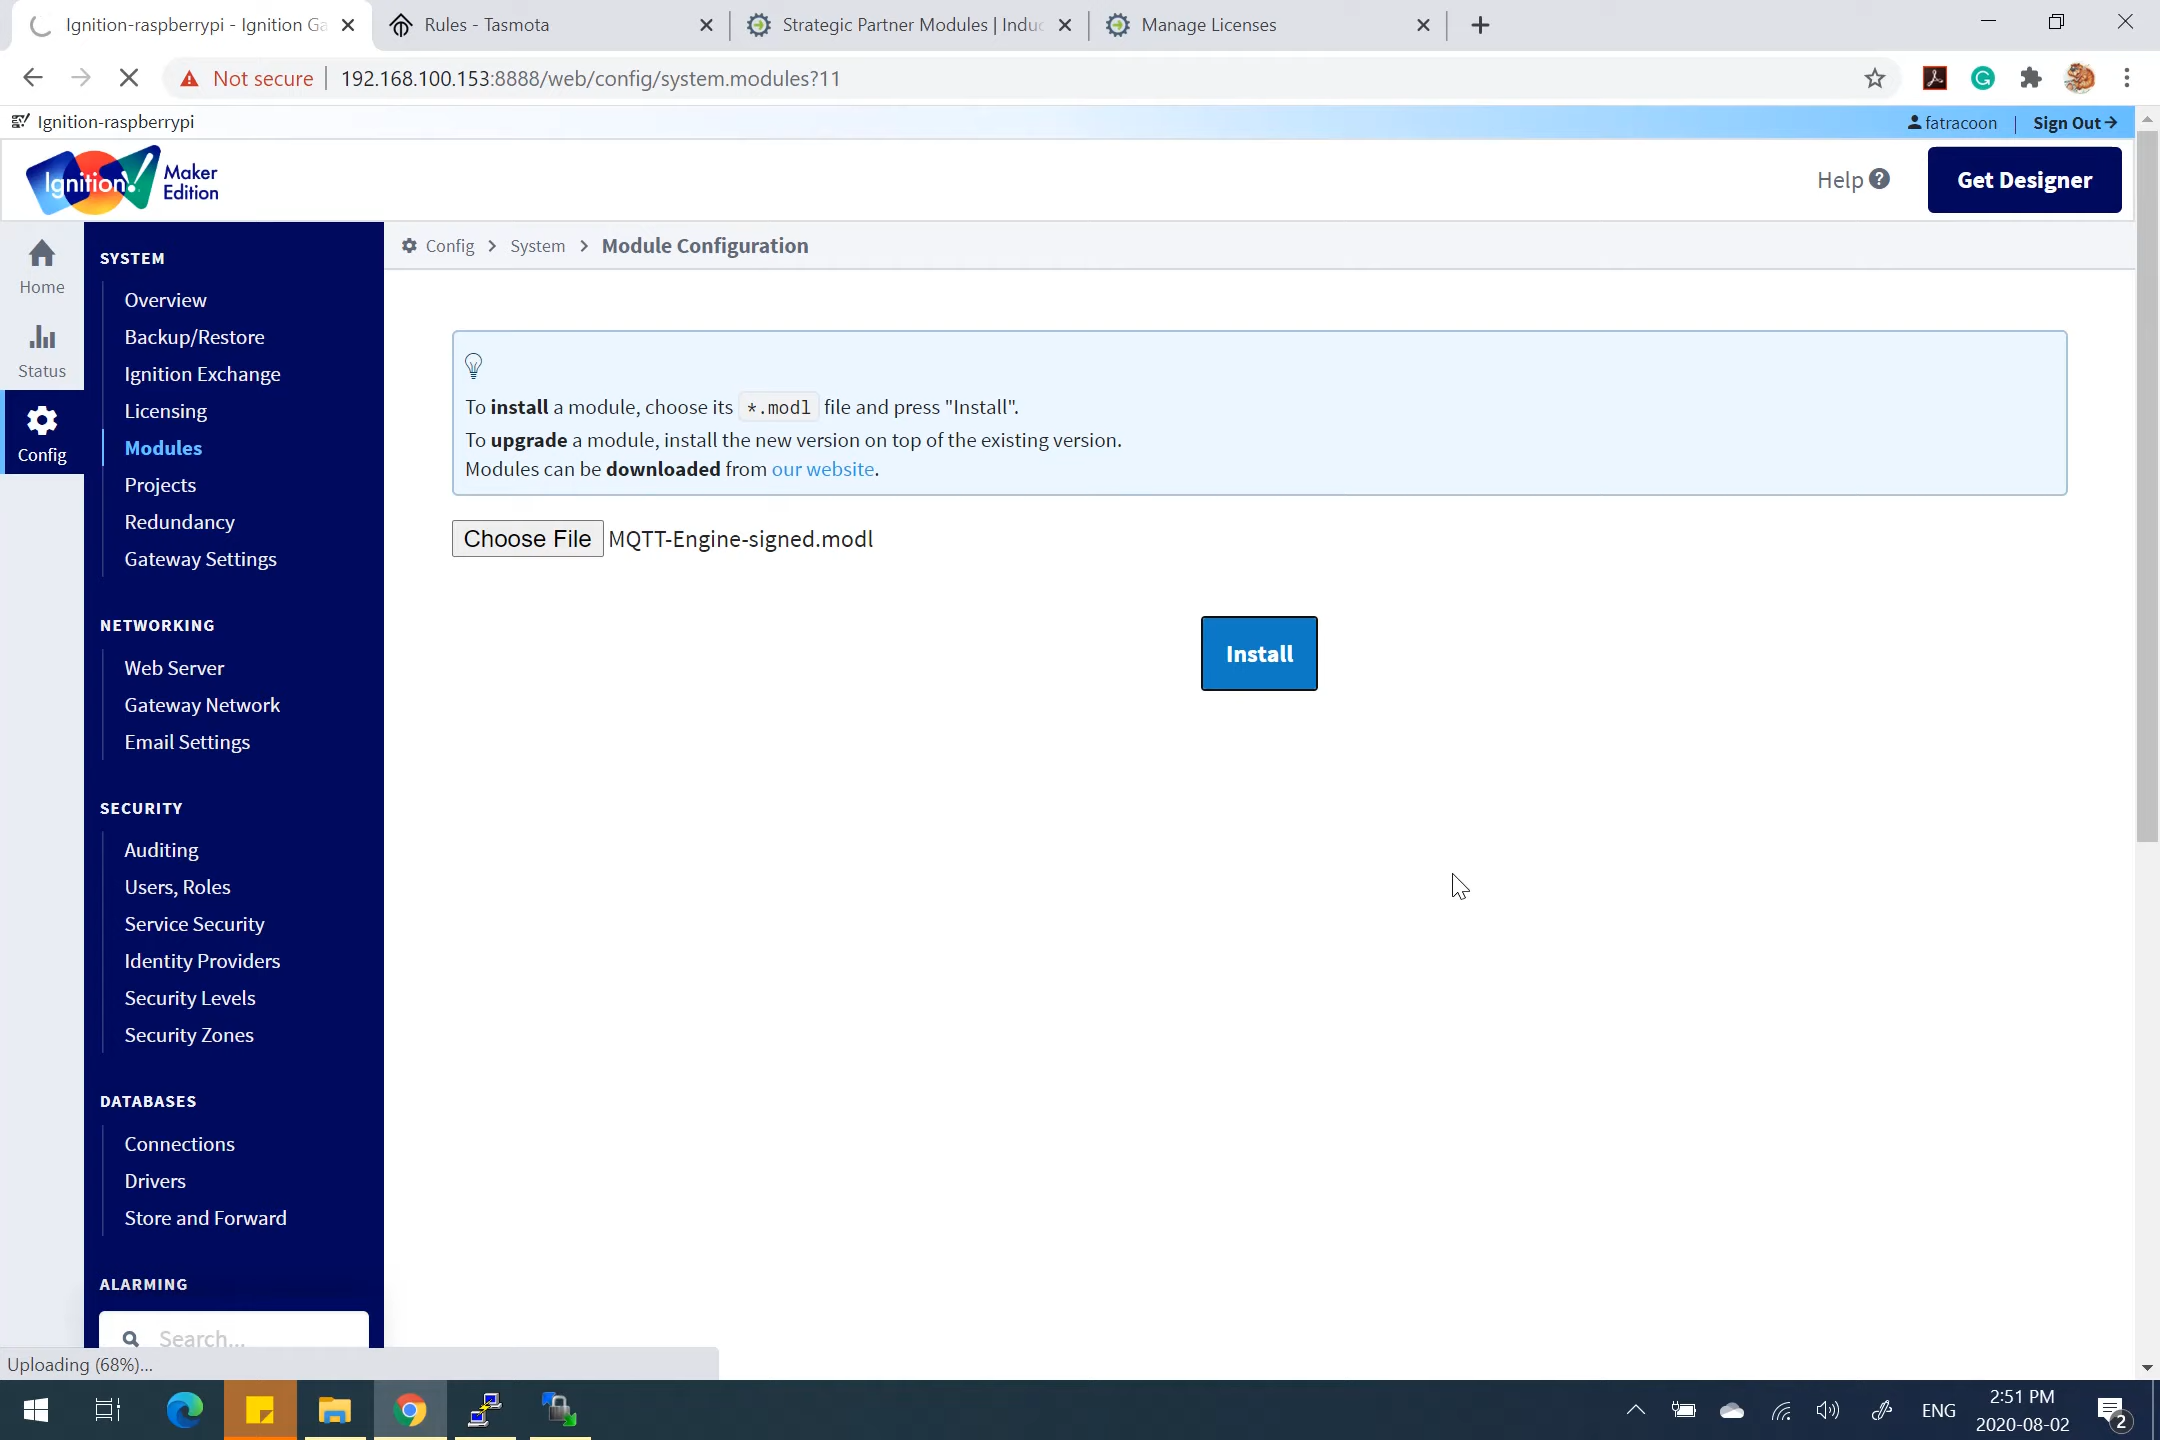 Ignition-raspberrypi - Ignition Ga
Rules - Tasmota
Strategic Partner Modules | Induc
Manage Licenses
Not secure
192.168.100.153:8888/web/config/system.modules?11
Ignition-raspberrypi
fatracoon
Sign Out
Ignition!
Maker
Edition
Help
Get Designer
Home
Status
Config
SYSTEM
Overview
Backup/Restore
Ignition Exchange
Licensing
Modules
Projects
Redundancy
Gateway Settings
NETWORKING
Web Server
Gateway Network
Email Settings
SECURITY
Auditing
Users, Roles
Service Security
Identity Providers
Security Levels
Security Zones
DATABASES
Connections
Drivers
Store and Forward
ALARMING
Search...
Config > System > Module Configuration
To install a module, choose its *.modl file and press "Install".
To upgrade a module, install the new version on top of the existing version.
Modules can be downloaded from our website.
Choose File MQTT-Engine-signed.modl
Install
Uploading (68%)...
ENG
2:51 PM
2020-08-02
2